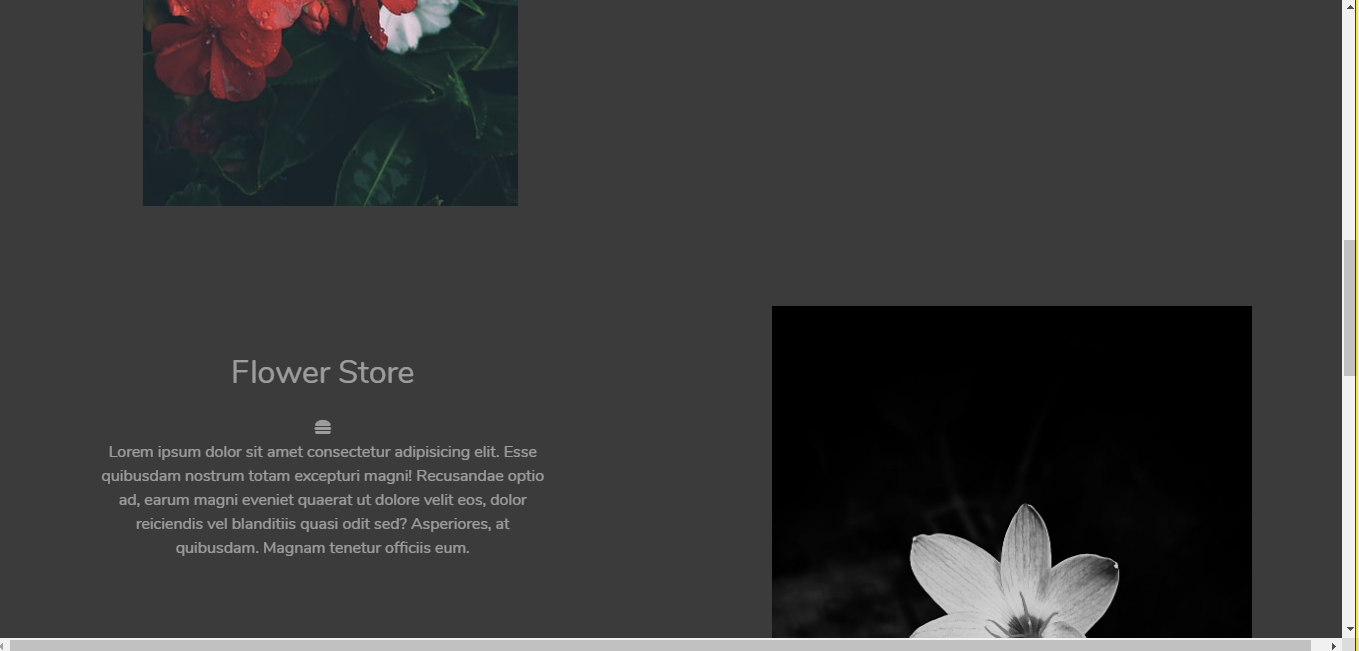 Flower Store
Lorem ipsum dolor sit amet consectetur adipisicing elit. Esse
quibusdam nostrum totam excepturi magni! Recusandae optio
ad, earum magni eveniet quaerat ut dolore velit eos, dolor
reiciendis vel blanditiis quasi odit sed? Asperiores, at
quibusdam. Magnam tenetur officiis eum.